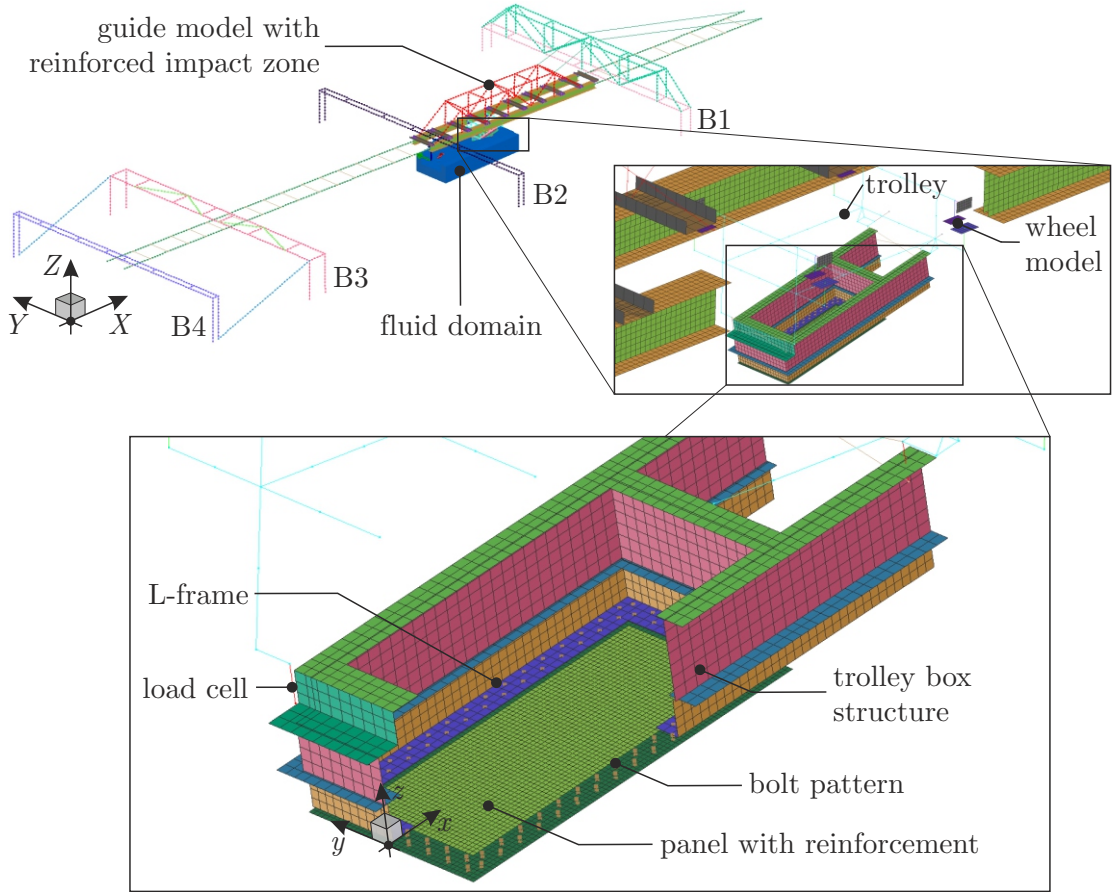 guide model with
reinforced impact zone
B1
B2
B3
B4
fluid domain
Z
Y
X
trolley
wheel
model
L-frame
load cell
trolley box
structure
bolt pattern
panel with reinforcement
z
x
y